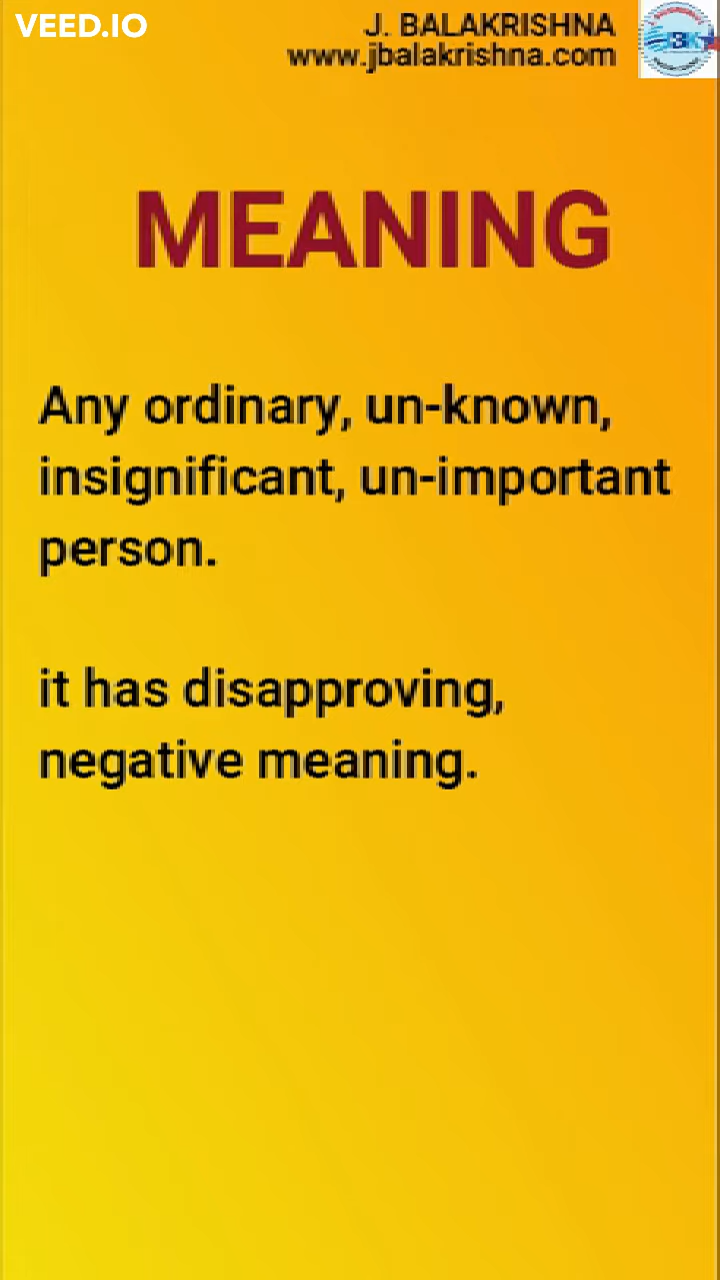 VEED.IO
J. BALAKRISHNA
www.jbalakrishna.com
MEANING
Any ordinary, un-known,
insignificant, un-important
person.
it has disapproving,
negative meaning.